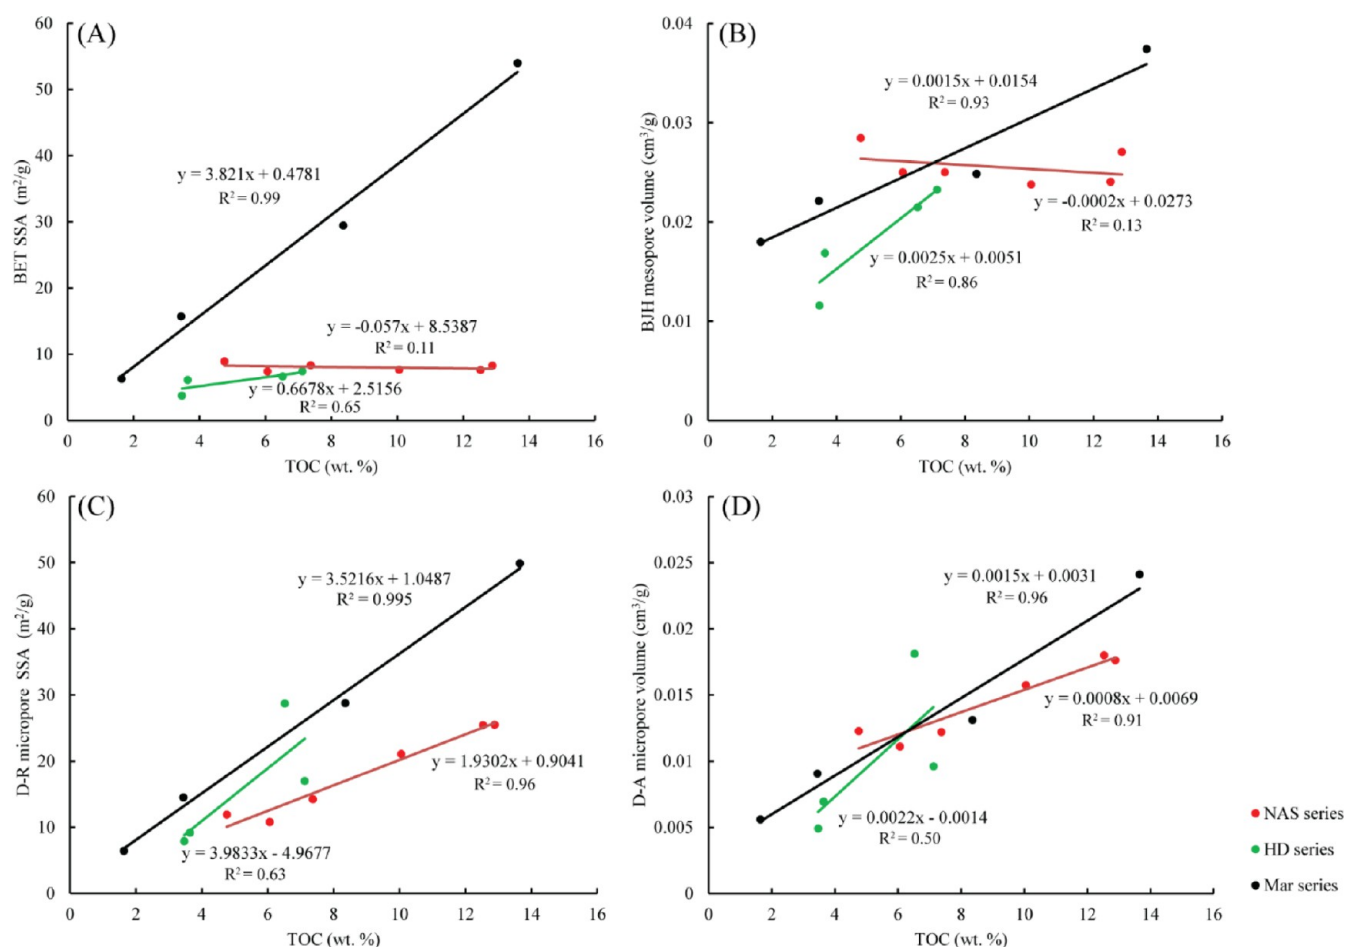 (A)
60
50
40
30
20
10
0
BET SSA (m²/g)
y = 3.821x + 0.4781
R² = 0.99
y = -0.057x + 8.5387
R² = 0.11
y = 0.6678x + 2.5156
R² = 0.65
0 2 4 6 8 10 12 14 16
TOC (wt. %)
(B)
0.04
0.03
0.02
0.01
0
BJH mesopore volume (cm³/g)
y = 0.0015x + 0.0154
R² = 0.93
y = -0.0002x + 0.0273
R² = 0.13
y = 0.0025x + 0.0051
R² = 0.86
0 2 4 6 8 10 12 14 16
TOC (wt. %)
(C)
60
50
40
30
20
10
0
D-R micropore SSA (m²/g)
y = 3.5216x + 1.0487
R² = 0.995
y = 1.9302x + 0.9041
R² = 0.96
y = 3.9833x - 4.9677
R² = 0.63
0 2 4 6 8 10 12 14 16
TOC (wt. %)
(D)
0.03
0.025
0.02
0.015
0.01
0.005
0
D-A micropore volume (cm³/g)
y = 0.0015x + 0.0031
R² = 0.96
y = 0.0008x + 0.0069
R² = 0.91
y = 0.0022x - 0.0014
R² = 0.50
0 2 4 6 8 10 12 14 16
TOC (wt. %)
NAS series
HD series
Mar series